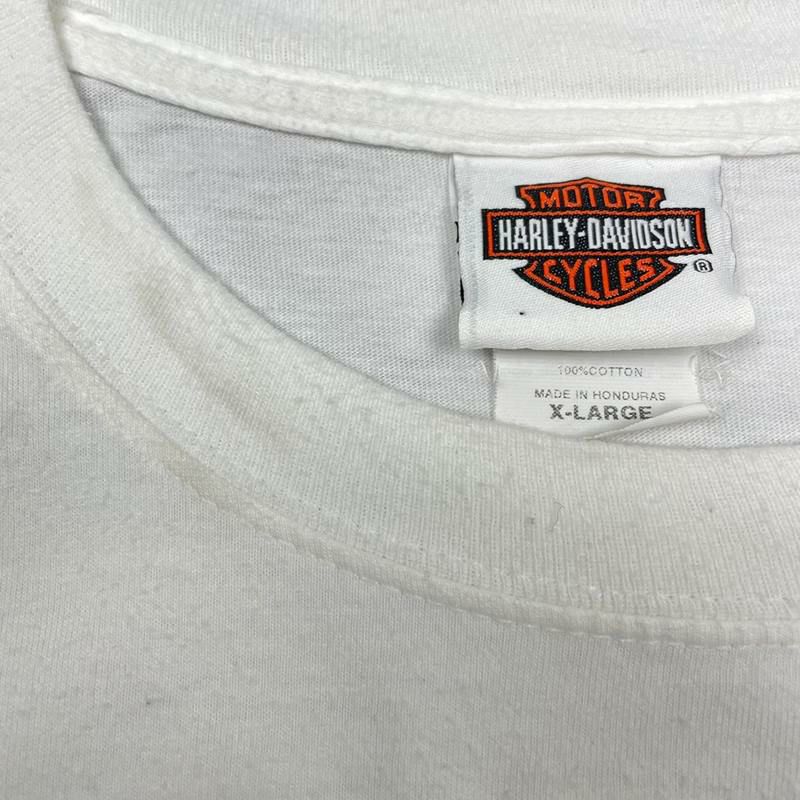 MOTOR
HARLEY-DAVIDSON
CYCLES
®
100%COTTON
MADE IN HONDURAS
X-LARGE